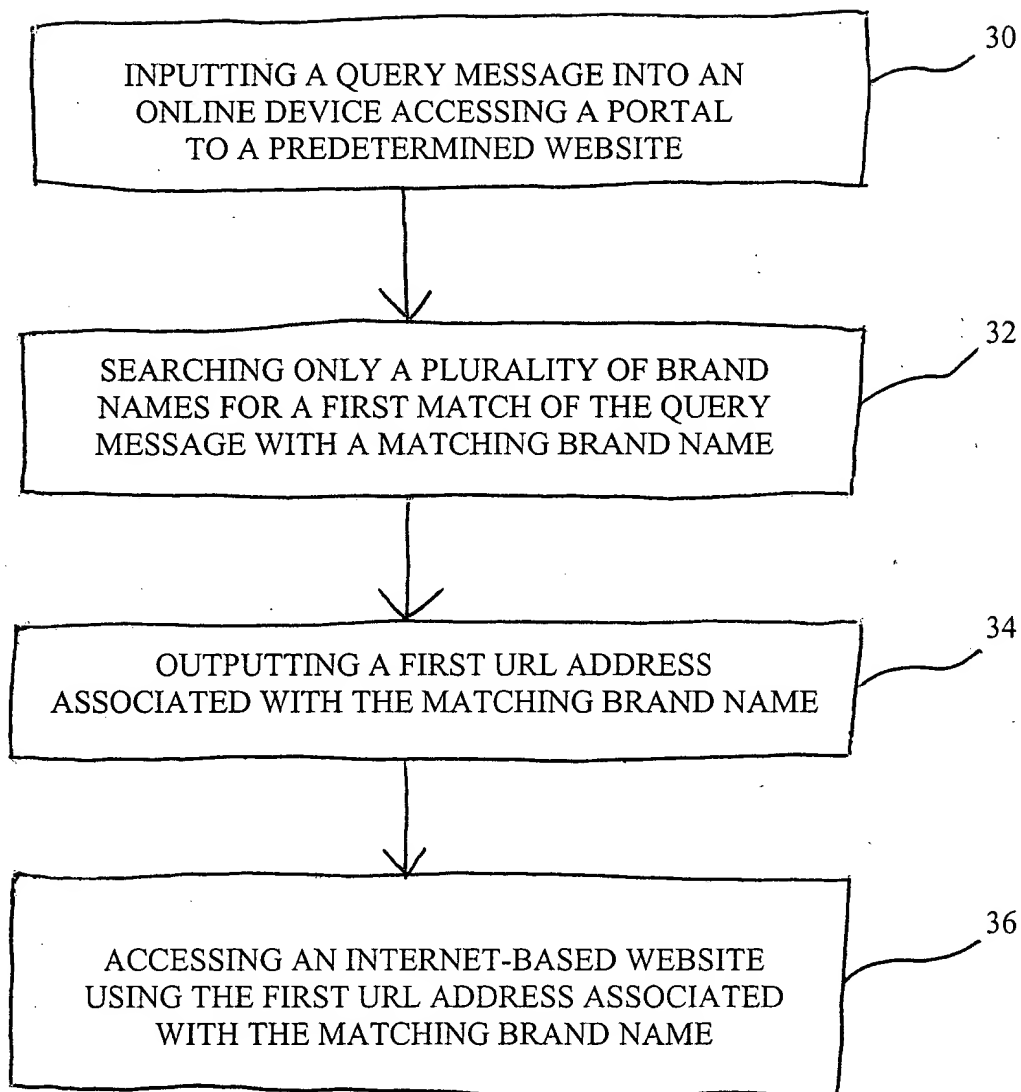 30
INPUTTING A QUERY MESSAGE INTO AN
ONLINE DEVICE ACCESSING A PORTAL
TO A PREDETERMINED WEBSITE
32
SEARCHING ONLY A PLURALITY OF BRAND
NAMES FOR A FIRST MATCH OF THE QUERY
MESSAGE WITH A MATCHING BRAND NAME
34
OUTPUTTING A FIRST URL ADDRESS
ASSOCIATED WITH THE MATCHING BRAND NAME
36
ACCESSING AN INTERNET-BASED WEBSITE
USING THE FIRST URL ADDRESS ASSOCIATED
WITH THE MATCHING BRAND NAME